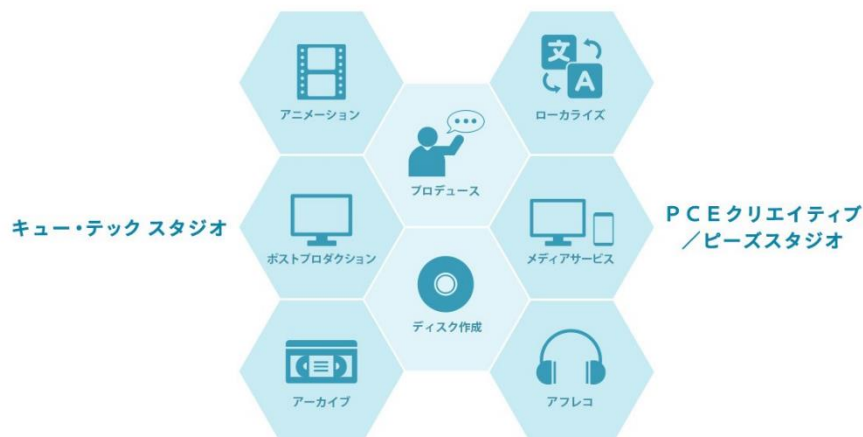 アニメーション
文
A
ローカライズ
プロデュース
キュー・テック スタジオ
ポストプロダクション
メディアサービス
PCEクリエイティブ
／ピーズスタジオ
ディスク作成
アーカイブ
アフレコ